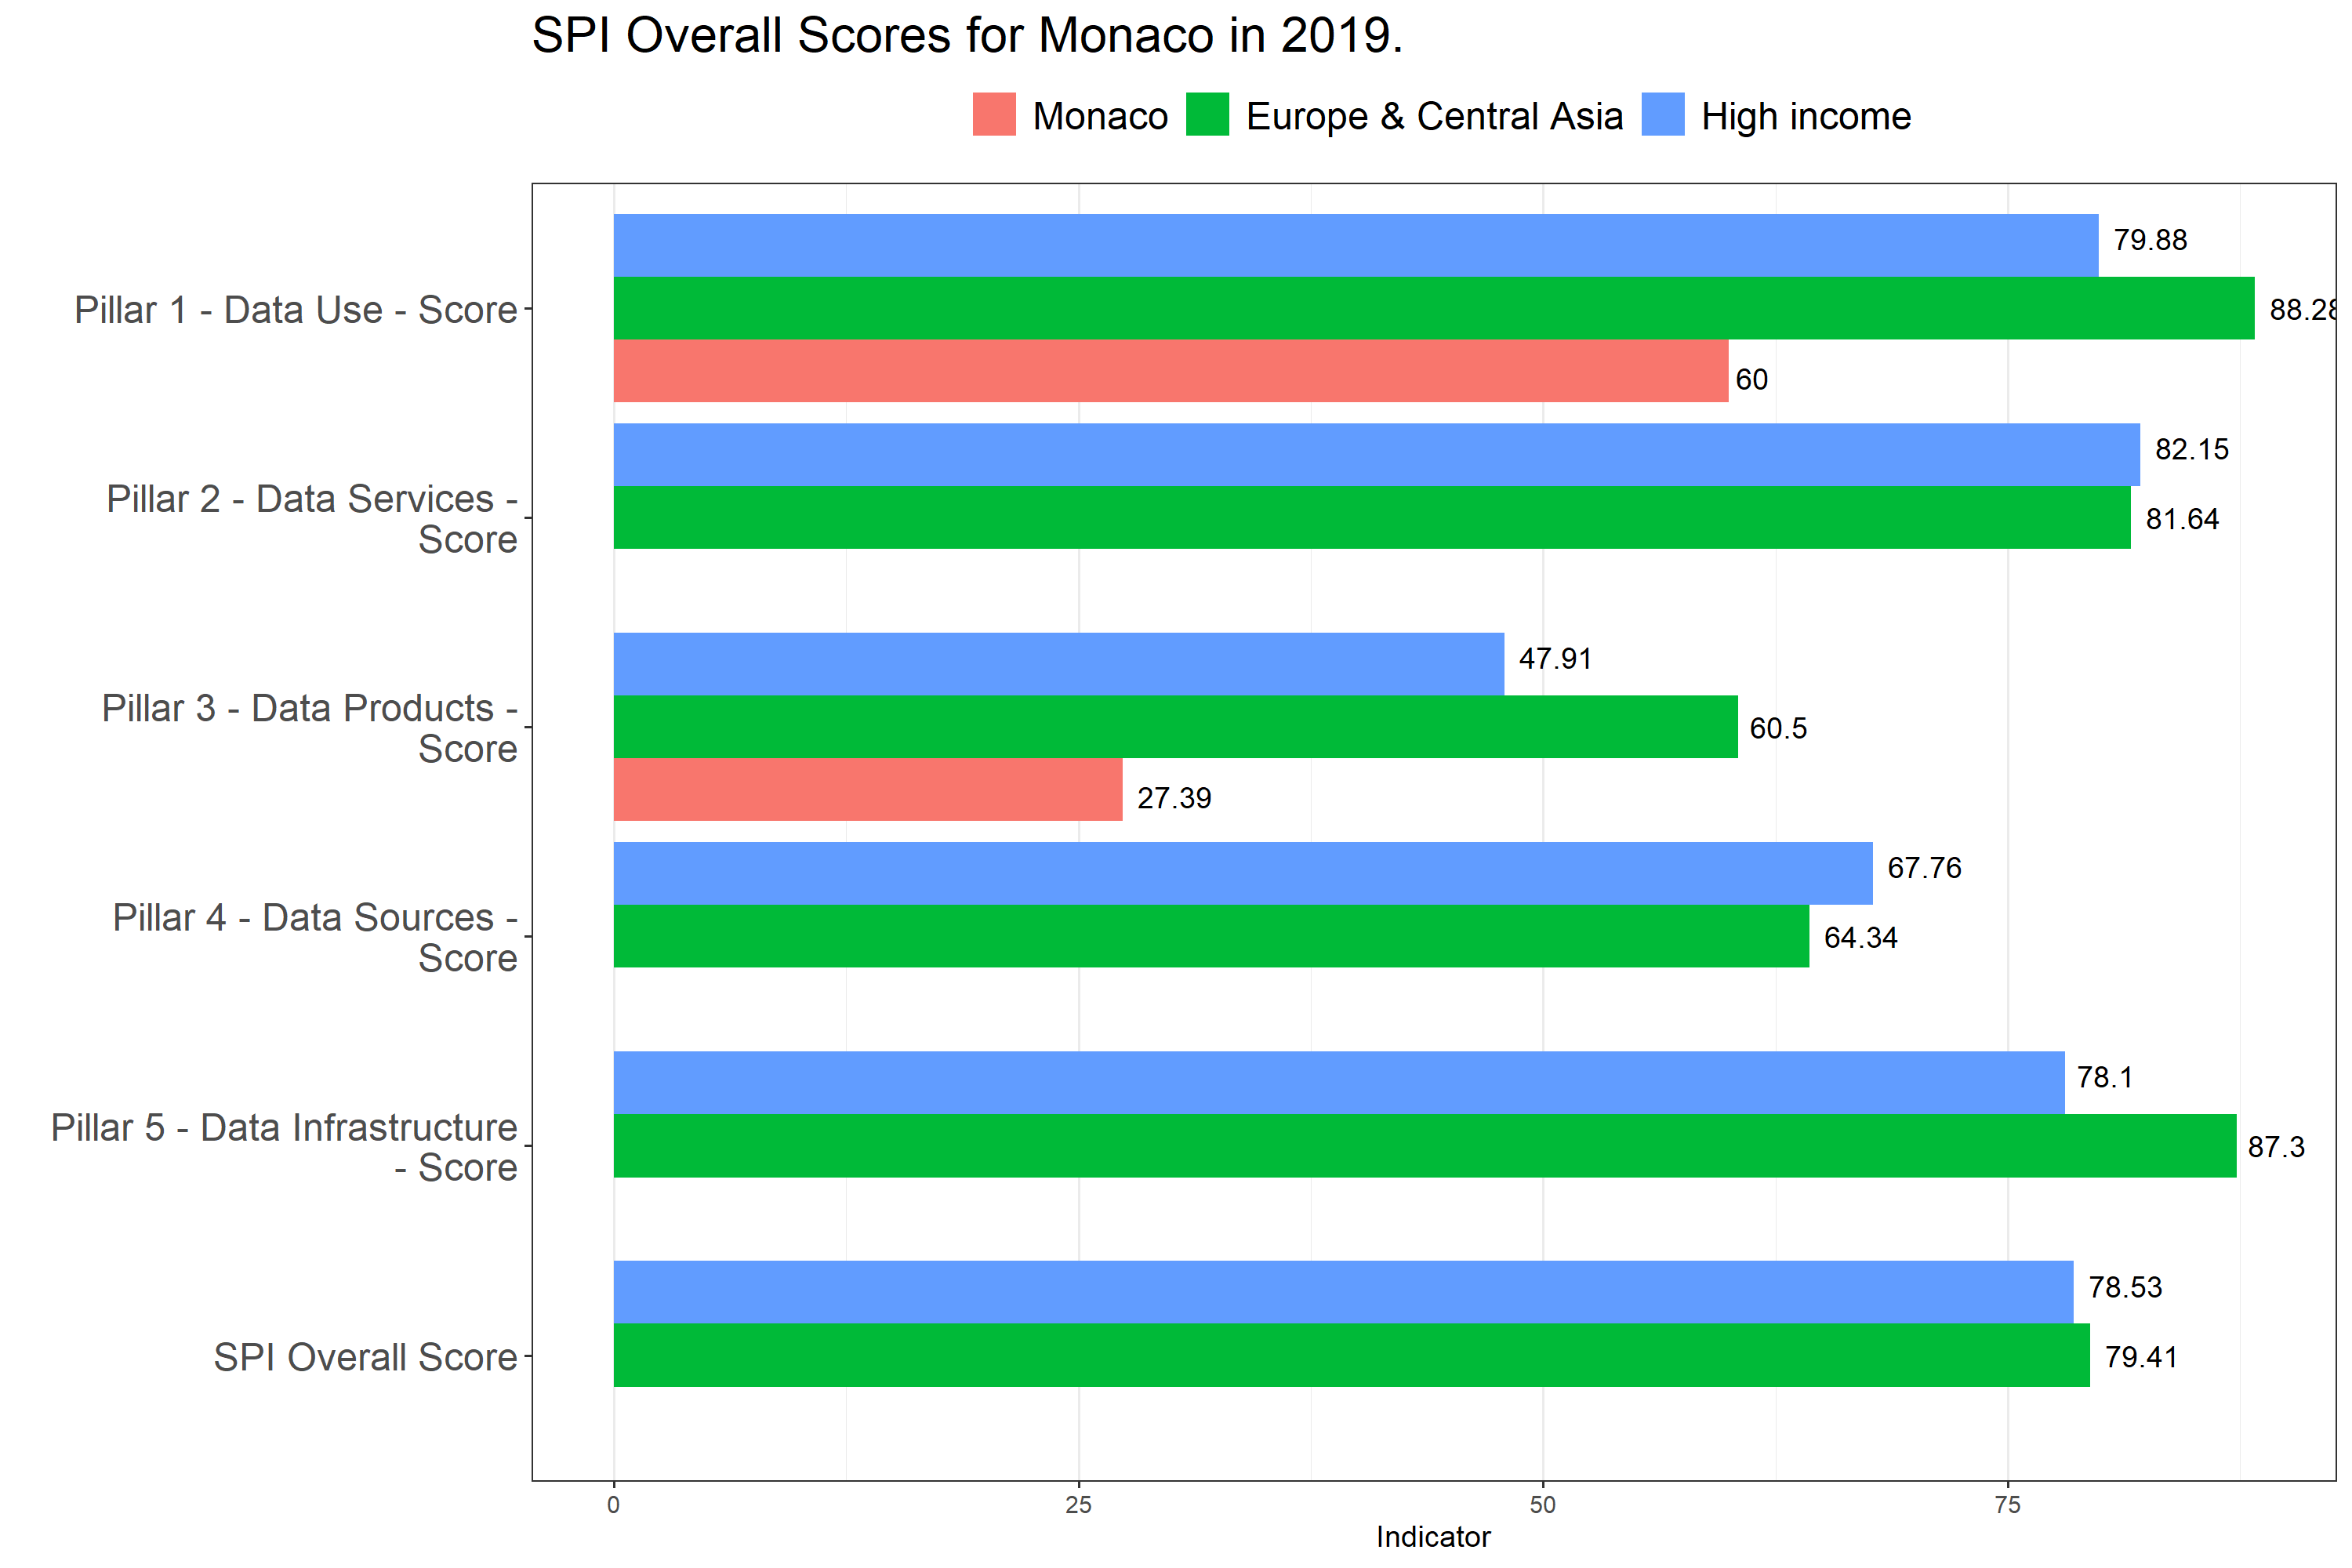 SPI Overall Scores for Monaco in 2019.
Monaco Europe & Central Asia High income
79.88
Pillar 1 - Data Use - Score
88.28
60
82.15
Pillar 2 - Data Services -
Score
81.64
47.91
Pillar 3 - Data Products -
Score
60.5
27.39
67.76
Pillar 4 - Data Sources -
Score
64.34
78.1
Pillar 5 - Data Infrastructure
- Score
87.3
78.53
SPI Overall Score
79.41
0 25 50 75
Indicator